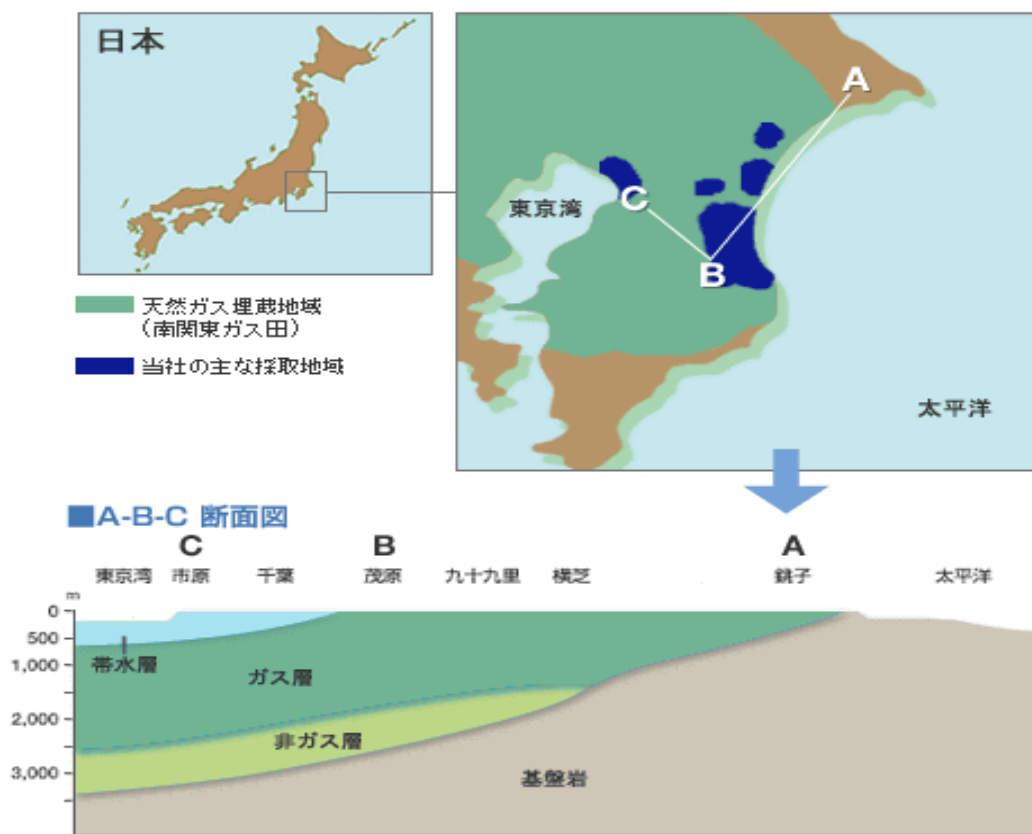 日本
A
C
東京湾
B
太平洋
天然ガス埋蔵地域
(南関東ガス田)
当社の主な採取地域
■A-B-C 断面図
C B A
東京湾 市原 千葉 茂原 九十九里 横芝 銚子 太平洋
m
0
500
1,000
2,000
3,000
帯水層
ガス層
非ガス層
基盤岩